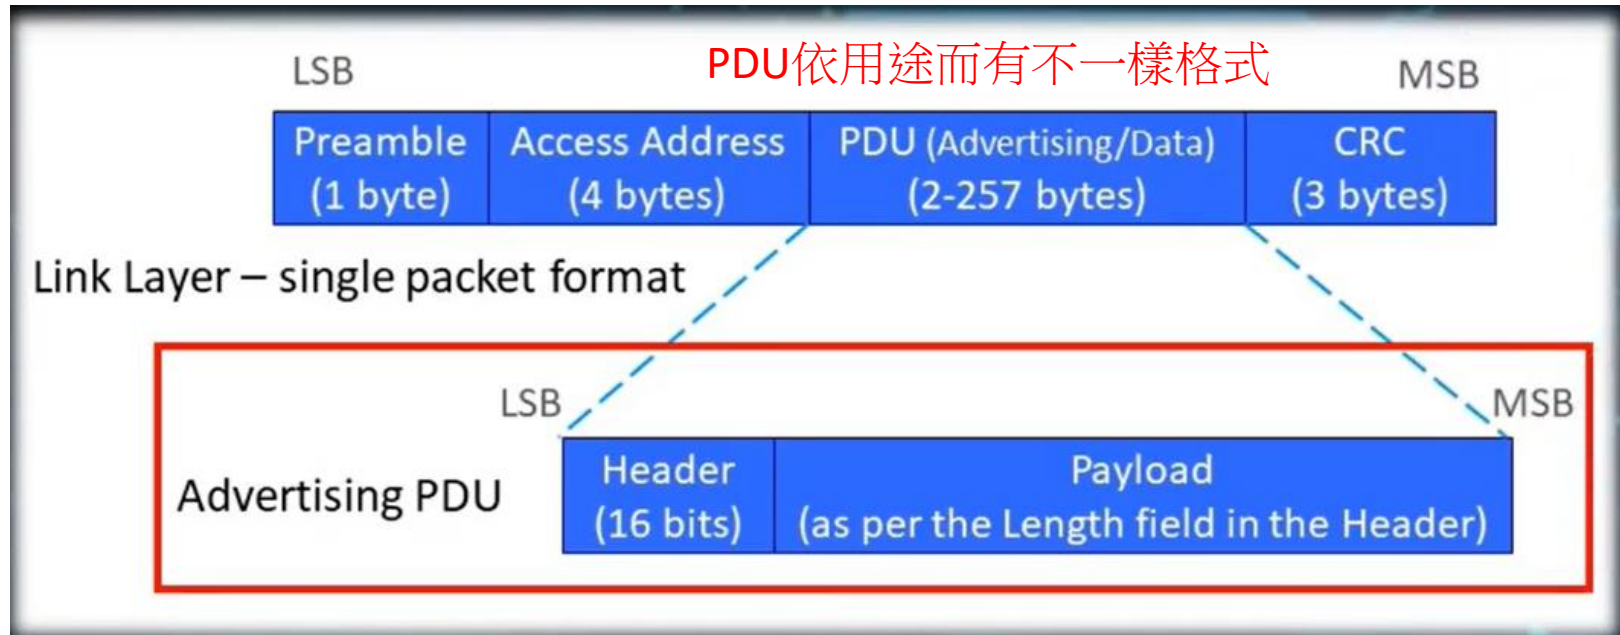 PDU依用途而有不一樣格式
LSB
MSB
Preamble
(1 byte)
Access Address
(4 bytes)
PDU (Advertising/Data)
(2-257 bytes)
CRC
(3 bytes)
Link Layer – single packet format
LSB
MSB
Advertising PDU
Header
(16 bits)
Payload
(as per the Length field in the Header)